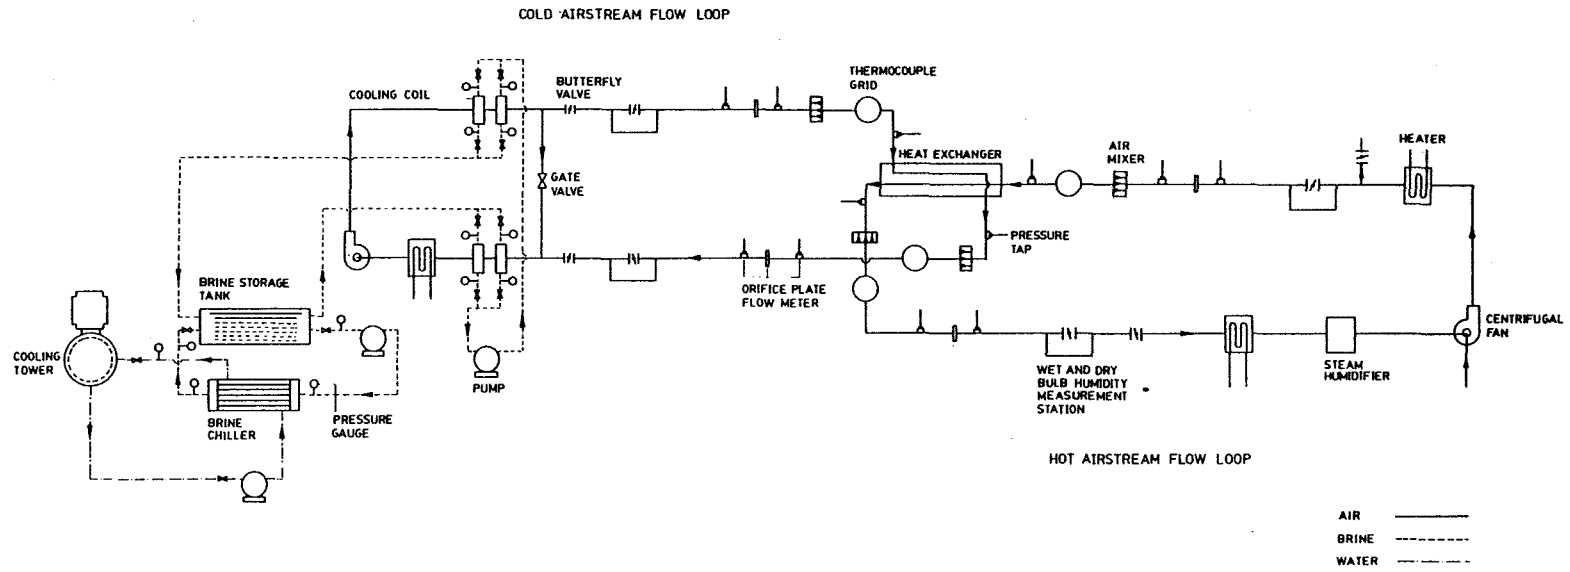 COLD AIRSTREAM FLOW LOOP
THERMOCOUPLE
GRID
BUTTERFLY
VALVE
COOLING COIL
HEATER
AIR
MIXER
HEAT EXCHANGER
GATE
VALVE
PRESSURE
TAP
BRINE STORAGE
TANK
ORIFICE PLATE
FLOW METER
CENTRIFUGAL
FAN
COOLING
TOWER
STEAM
HUMIDIFIER
PUMP
WET AND DRY
BULB HUMIDITY
MEASUREMENT
STATION
BRINE
CHILLER
PRESSURE
GAUGE
HOT AIRSTREAM FLOW LOOP
AIR
BRINE
WATER